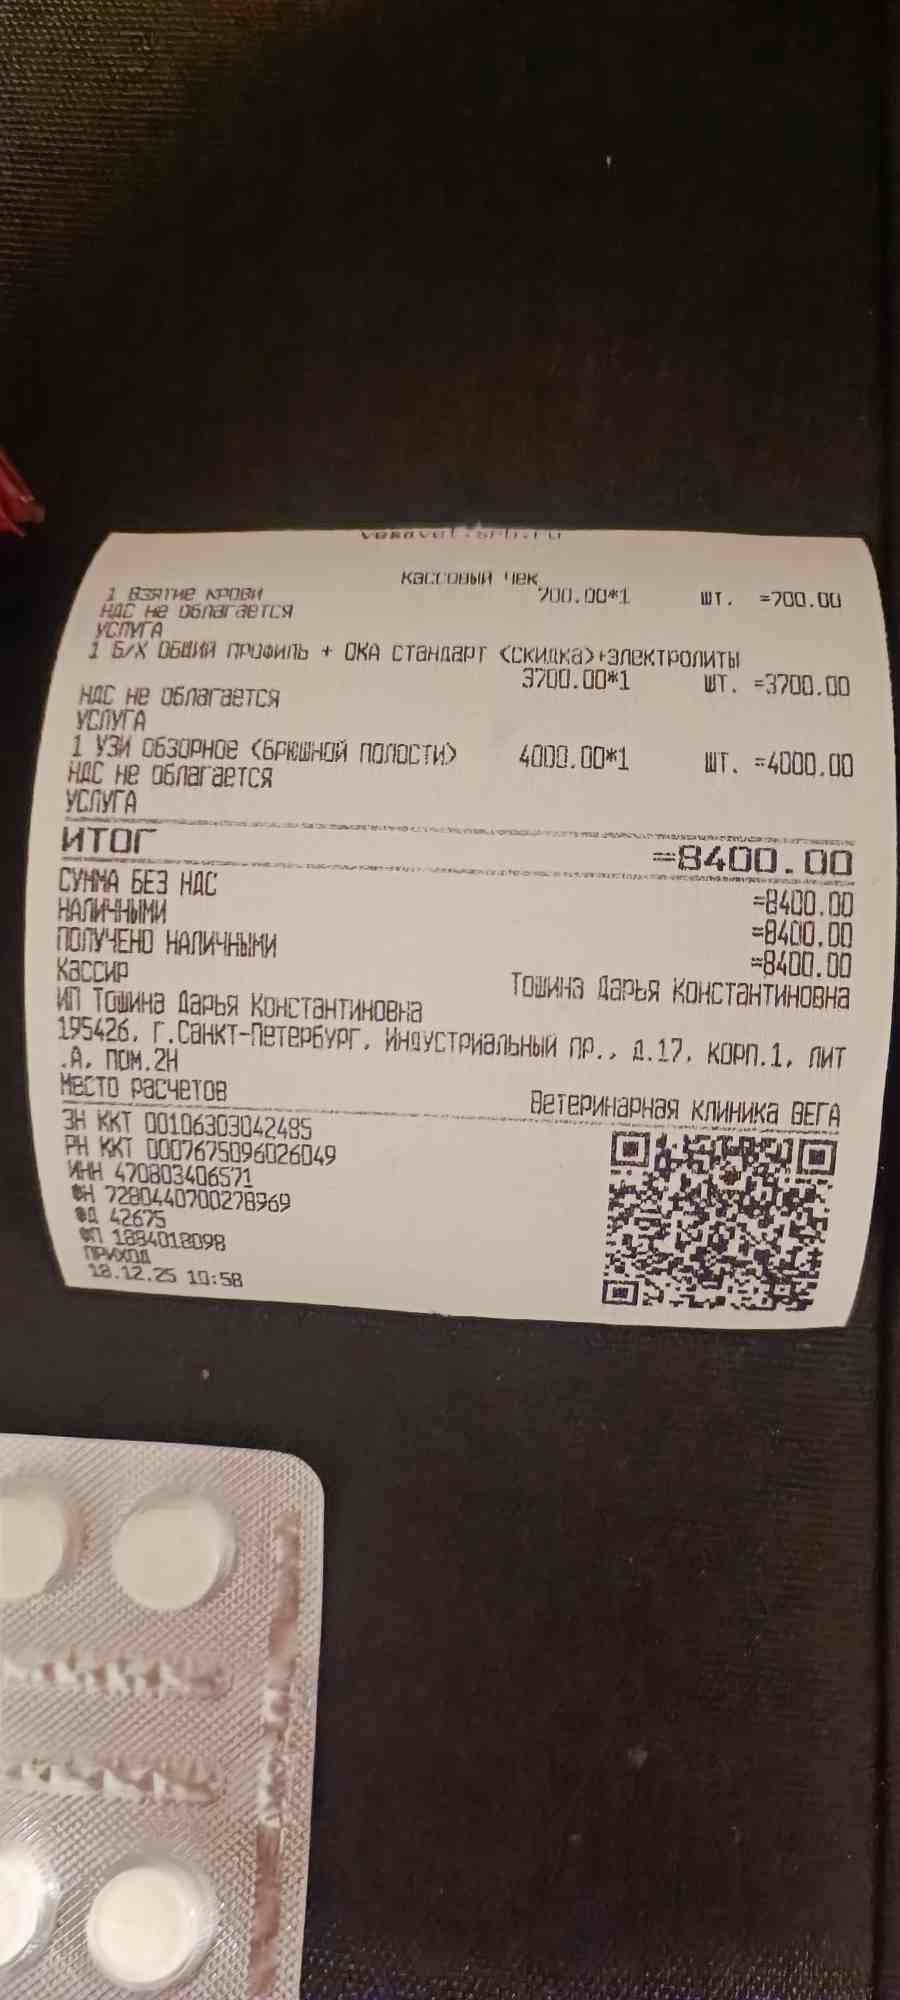 кассовый чек
1 ВЗЯТИЕ КРОВИ 700.00*1 ШТ. =700.00
НДС не облагается
УСЛУГА
1 Б/Х ОБЩИЙ ПРОФИЛЬ + ОКА СТАНДАРТ <СКИДКА>+ЭЛЕКТРОЛИТЫ
3700.00*1 ШТ. =3700.00
НДС не облагается
УСЛУГА
1 УЗИ ОБЗОРНОЕ <БРЮШНОЙ ПОЛОСТИ> 4000.00*1 ШТ. =4000.00
НДС не облагается
УСЛУГА
ИТОГ =8400.00
СУММА БЕЗ НДС =8400.00
НАЛИЧНЫМИ =8400.00
ПОЛУЧЕНО НАЛИЧНЫМИ =8400.00
Кассир Тошина Дарья Константиновна
ИП Тошина Дарья Константиновна
195426, г.Санкт-Петербург, Индустриальный пр., д.17, корп.1, лит
.А, пом.2Н
Место расчетов Ветеринарная клиника ВЕГА
ЗН ККТ 00106303042485
РН ККТ 0007675096026049
ИНН 470803406571
ФН 7280440700278969
ФД 42675
ФП 1884018098
ПРИХОД
18.12.25 19:58